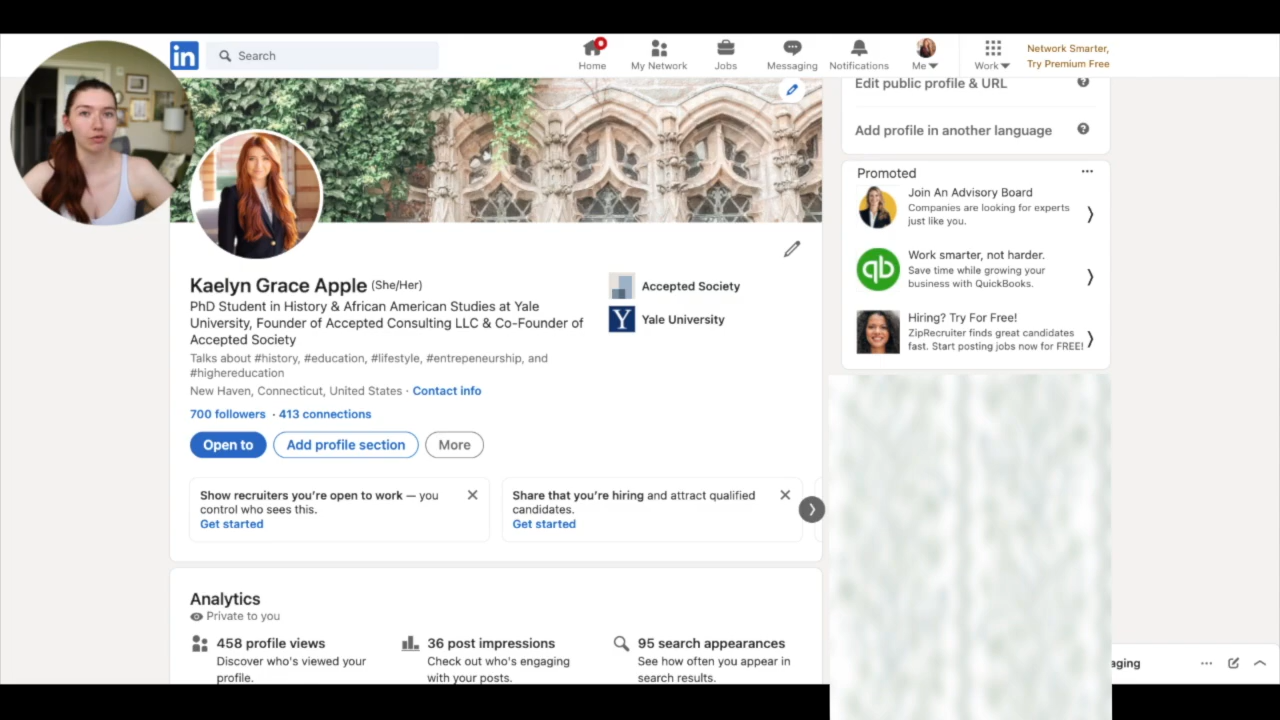 in
Search
Home
My Network
Jobs
Messaging
Notifications
Me
Work
Network Smarter,
Try Premium Free
Edit public profile & URL
Add profile in another language
Promoted
Join An Advisory Board
Companies are looking for experts
just like you.
qb
Work smarter, not harder.
Save time while growing your
business with QuickBooks.
Hiring? Try For Free!
ZipRecruiter finds great candidates
fast. Start posting jobs now for FREE!
Kaelyn Grace Apple (She/Her)
PhD Student in History & African American Studies at Yale
University, Founder of Accepted Consulting LLC & Co-Founder of
Accepted Society
Talks about #history, #education, #lifestyle, #entrepeneurship, and
#highereducation
New Haven, Connecticut, United States · Contact info
700 followers · 413 connections
Accepted Society
Y Yale University
Open to
Add profile section
More
Show recruiters you're open to work — you
control who sees this.
Get started
Share that you're hiring and attract qualified
candidates.
Get started
Analytics
Private to you
458 profile views
Discover who's viewed your
profile.
36 post impressions
Check out who's engaging
with your posts.
95 search appearances
See how often you appear in
search results.
aging